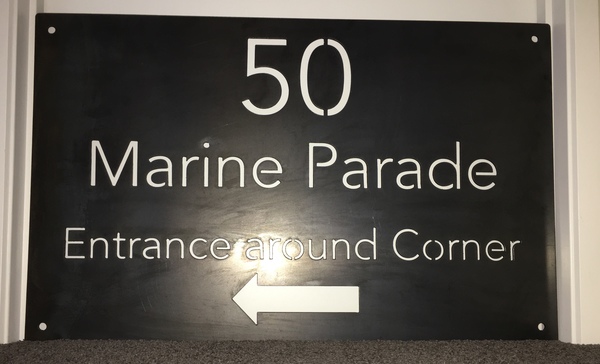 50
Marine Parade
Entrance around Corner